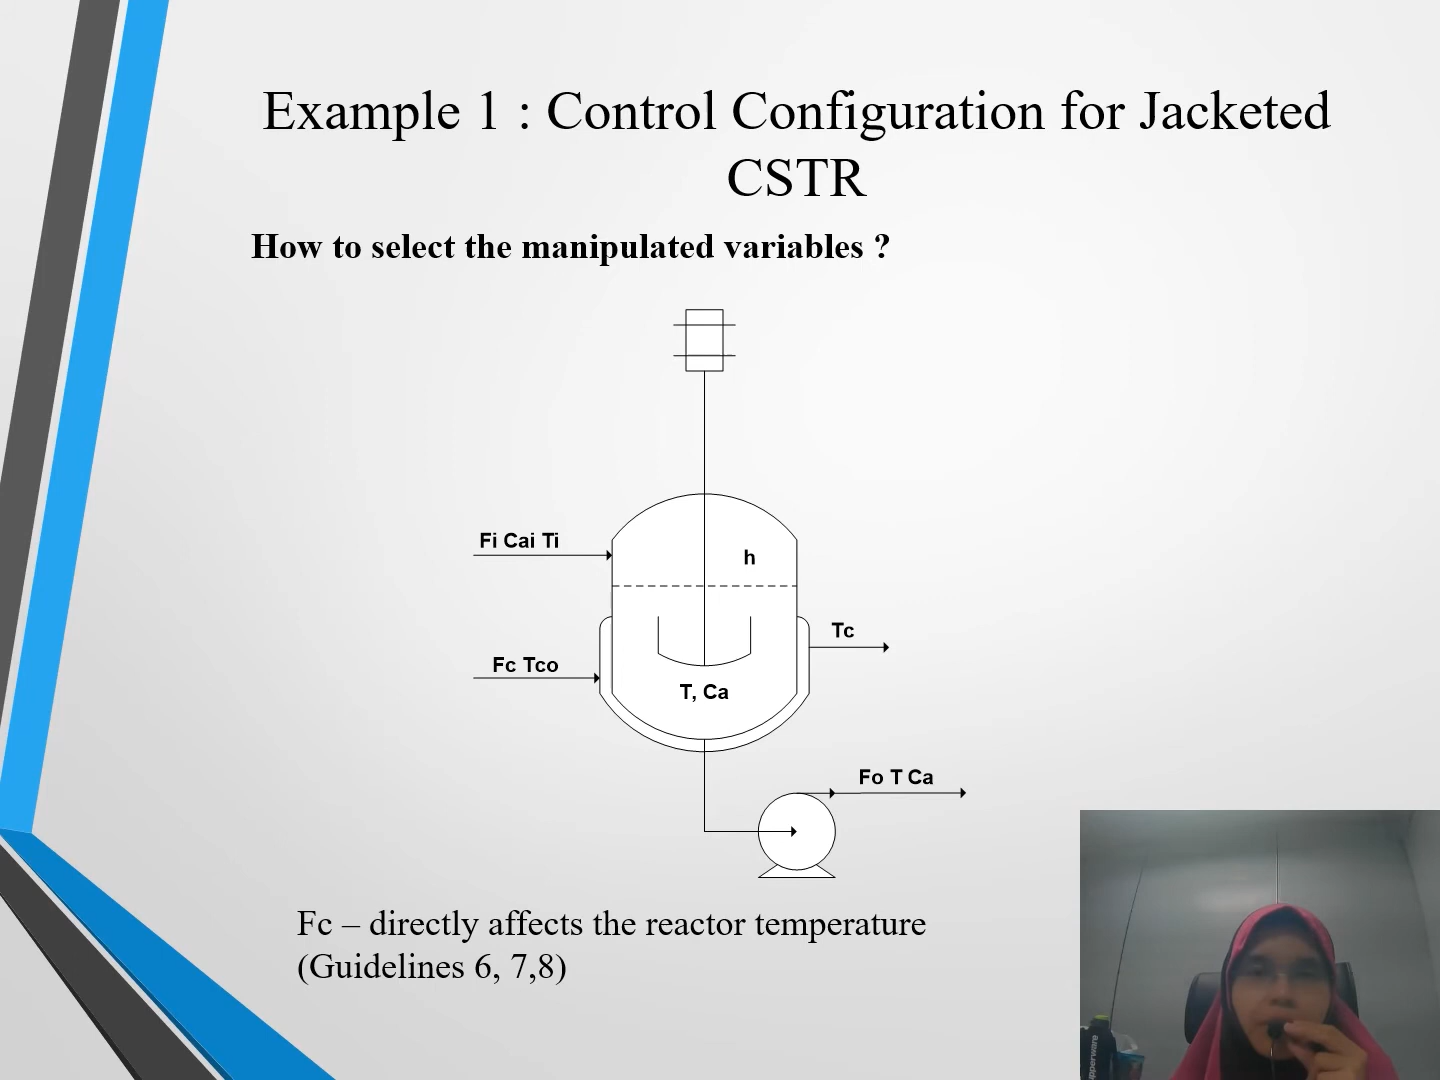 Example 1 : Control Configuration for Jacketed
CSTR
How to select the manipulated variables ?
Fi Cai Ti
h
Tc
Fc Tco
T, Ca
Fo T Ca
Fc – directly affects the reactor temperature
(Guidelines 6, 7,8)